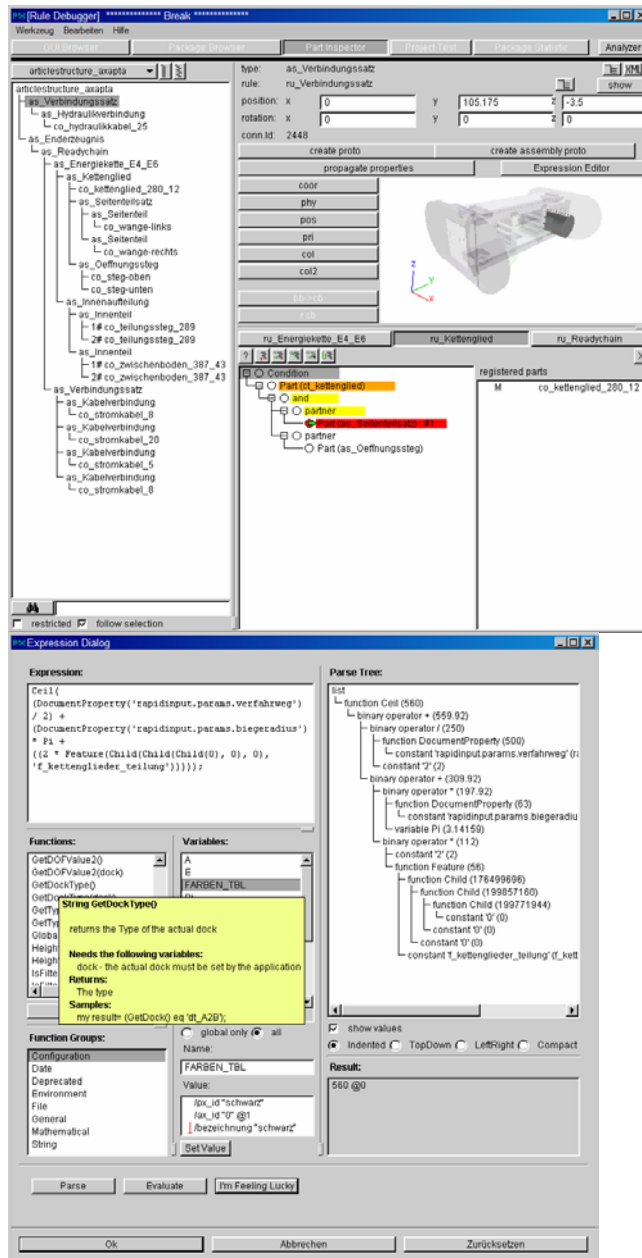 [Rule Debugger] ************** Break **************
Werkzeug Bearbeiten Hilfe
GUI Browser Package Browser Part Inspector Project Test Package Statistic Analyzer
articlestructure_axapta
articlestructure_axapta
as_Verbindungssatz
as_Hydraulikverbindung
co_hydraulikkabel_25
as_Enderzeugnis
as_Readychain
as_Energiekette_E4_E6
as_Kettenglied
co_kettenglied_280_12
as_Seitenteilsatz
as_Seitenteil
co_wange-links
as_Seitenteil
co_wange-rechts
as_Oeffnungssteg
co_steg-oben
co_steg-unten
as_Innenaufteilung
as_Innenteil
1# co_teilungssteg_289
2# co_teilungssteg_289
as_Innenteil
1# co_zwischenboden_387_43
2# co_zwischenboden_387_43
as_Verbindungssatz
as_Kabelverbindung
co_stromkabel_8
as_Kabelverbindung
co_stromkabel_20
as_Kabelverbindung
co_stromkabel_5
as_Kabelverbindung
co_stromkabel_8
restricted follow selection
type: as_Verbindungssatz XML
rule: ru_Verbindungssatz show
position: x 0 y 105.175 z -3.5
rotation: x 0 y 0 z 0
conn.Id: 2448
create proto create assembly proto
propagate properties Expression Editor
coor
phy
pos
pri
col
col2
z
y
x
ru_Energiekette_E4_E6 ru_Kettenglied ru_Readychain
?
Condition
Part (ct_kettenglied)
and
partner
Part (as_Seitenteilsatz) #1
partner
Part (as_Oeffnungssteg)
registered parts
M co_kettenglied_280_12
Expression Dialog
Expression:
Ceil(
(DocumentProperty('rapidinput.params.verfahrweg')
/ 2) +
(DocumentProperty('rapidinput.params.biegeradius')
* Pi +
((2 * Feature(Child(Child(Child(0), 0), 0),
'f_kettenglieder_teilung')))));
Functions:
GetDOFValue2()
GetDOFValue2(dock)
GetDockType()
String GetDockType()
returns the Type of the actual dock
Needs the following variables:
dock - the actual dock must be set by the application
Returns:
The type
Samples:
my result= (GetDock() eq 'dt_A2B');
Variables:
A
E
FARBEN_TBL
global only all
Name:
FARBEN_TBL
Value:
/px_id "schwarz"
/ax_id "0" @1
/bezeichnung "schwarz"
Set Value
Function Groups:
Configuration
Date
Deprecated
Environment
File
General
Mathematical
String
Parse Tree:
list
function Ceil (560)
binary operator + (559.92)
binary operator / (250)
function DocumentProperty (500)
constant 'rapidinput.params.verfahrweg' (ra
constant '2' (2)
binary operator + (309.92)
binary operator * (197.92)
function DocumentProperty (63)
constant 'rapidinput.params.biegeradiu
variable Pi (3.14159)
binary operator * (112)
constant '2' (2)
function Feature (56)
function Child (176499696)
function Child (199857160)
function Child (199771944)
constant '0' (0)
constant '0' (0)
constant '0' (0)
constant 'f_kettenglieder_teilung' (f_kett
show values
Indented TopDown LeftRight Compact
Result:
560 @0
Parse Evaluate I'm Feeling Lucky
Ok Abbrechen Zurücksetzen